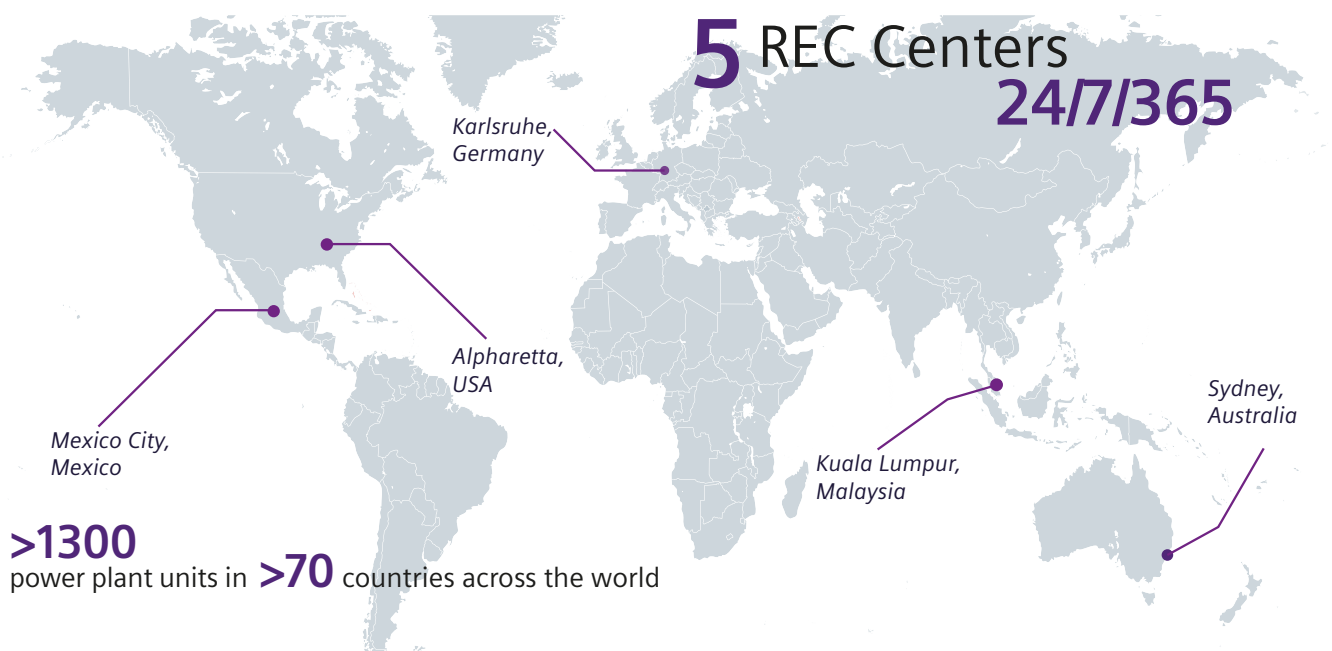 5 REC Centers
24/7/365
Karlsruhe,
Germany
Alpharetta,
USA
Mexico City,
Mexico
Kuala Lumpur,
Malaysia
Sydney,
Australia
>1300
power plant units in >70 countries across the world